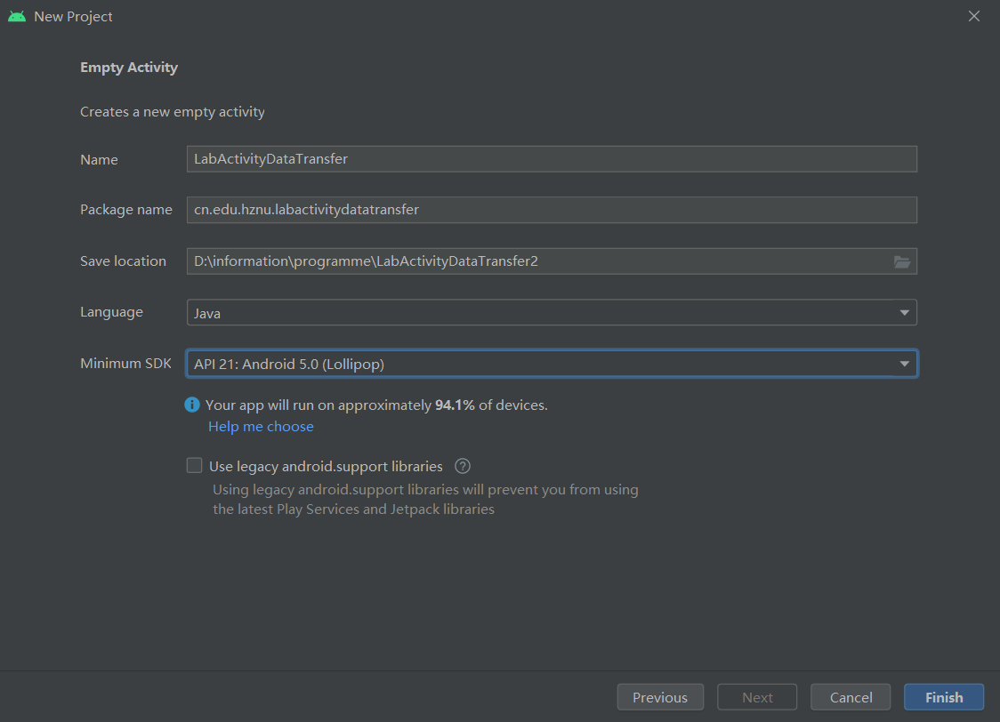 New Project
Empty Activity
Creates a new empty activity
Name LabActivityDataTransfer
Package name cn.edu.hznu.labactivitydatatransfer
Save location D:\information\programme\LabActivityDataTransfer2
Language Java
Minimum SDK API 21: Android 5.0 (Lollipop)
Your app will run on approximately 94.1% of devices.
Help me choose
Use legacy android.support libraries ?
Using legacy android.support libraries will prevent you from using
the latest Play Services and Jetpack libraries
Previous Next Cancel Finish